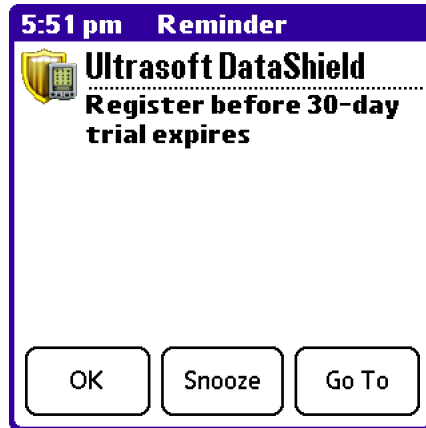 5:51 pm Reminder
Ultrasoft DataShield
Register before 30-day
trial expires
OK Snooze Go To